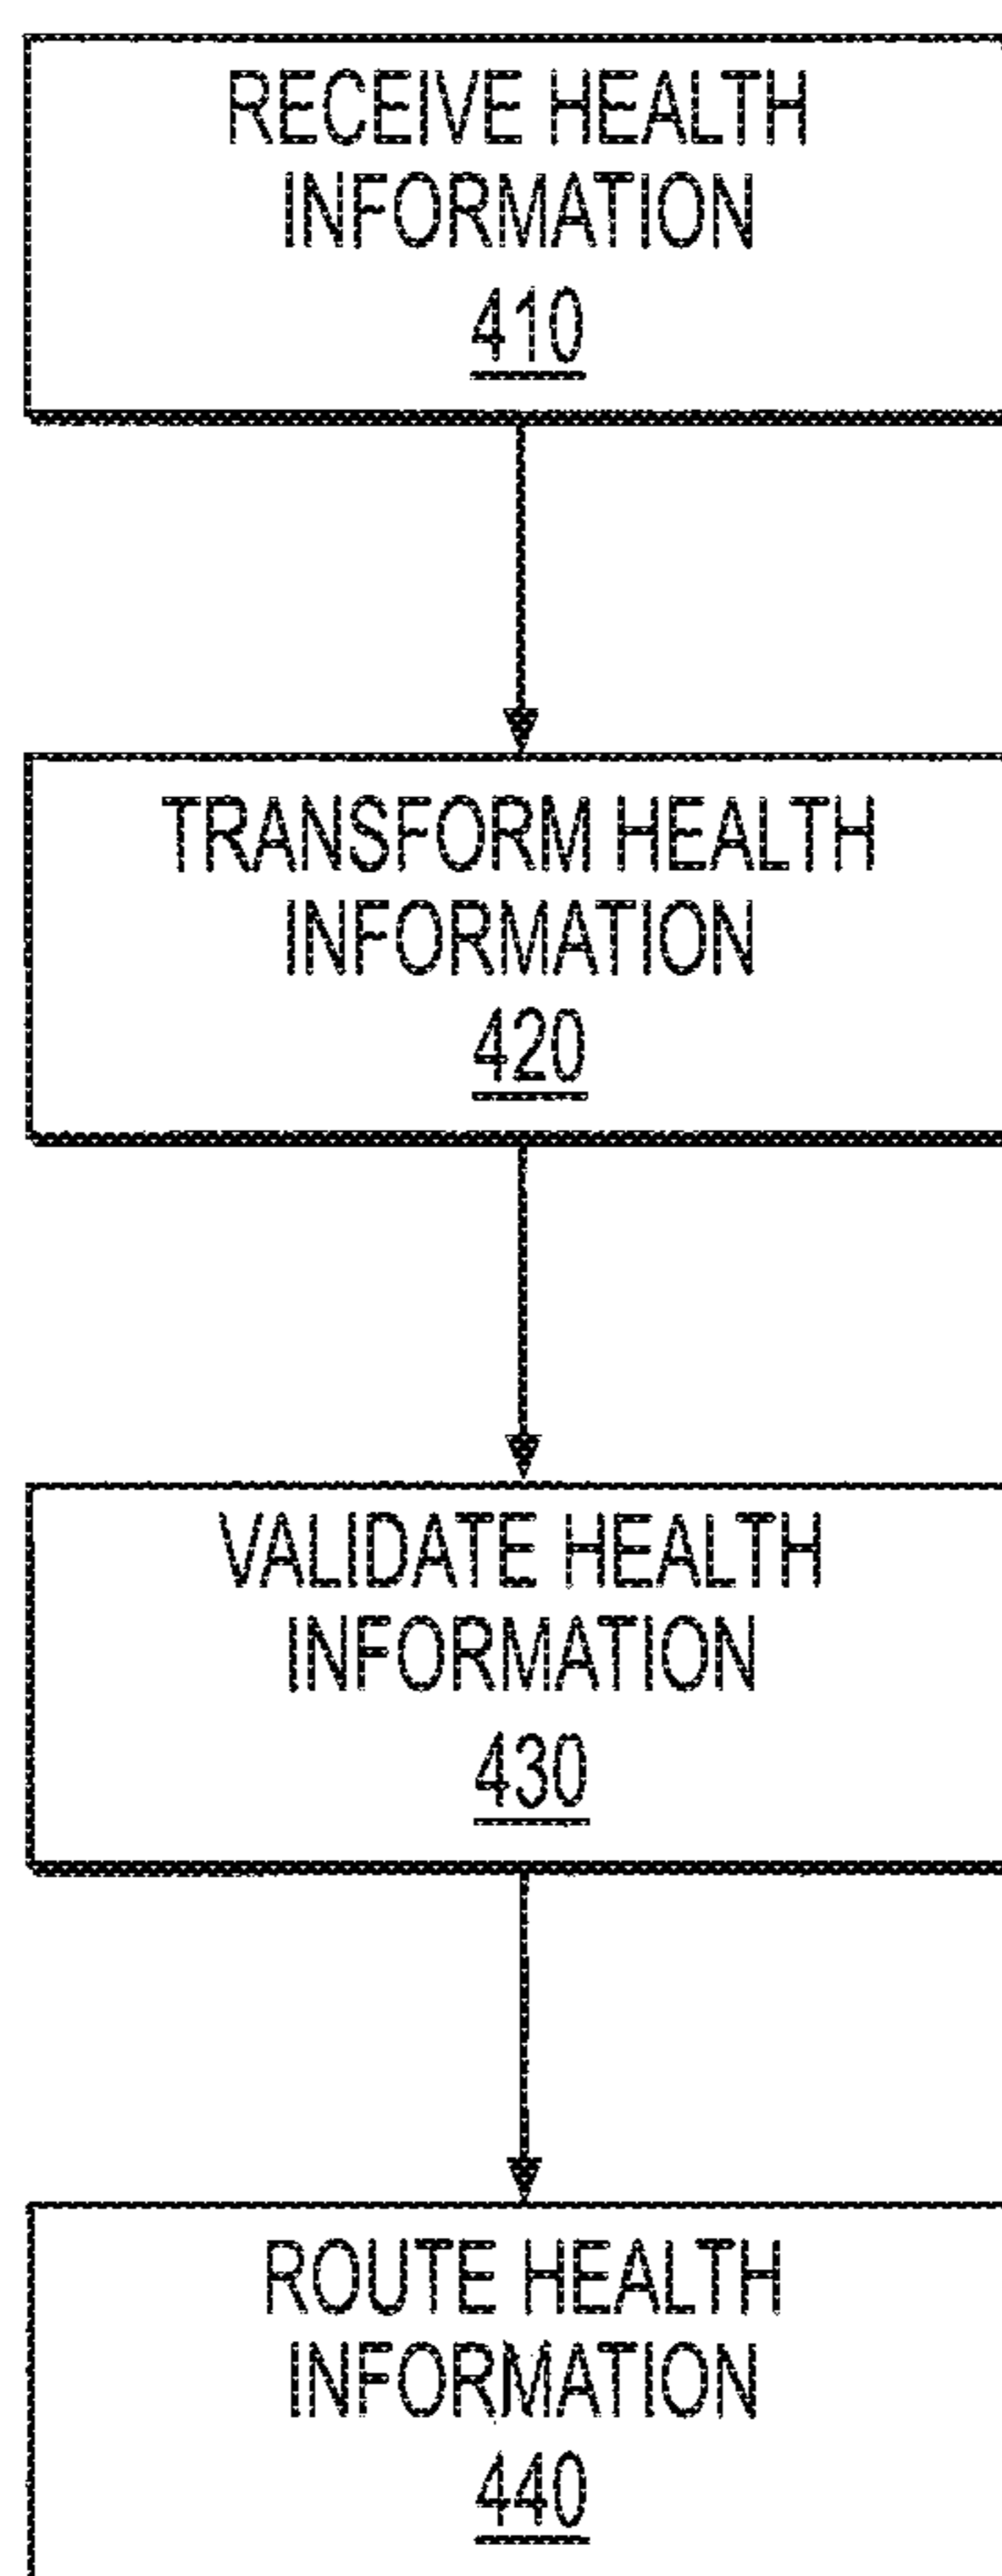 RECEIVE HEALTH
INFORMATION
410
TRANSFORM HEALTH
INFORMATION
420
VALIDATE HEALTH
INFORMATION
430
ROUTE HEALTH
INFORMATION
440